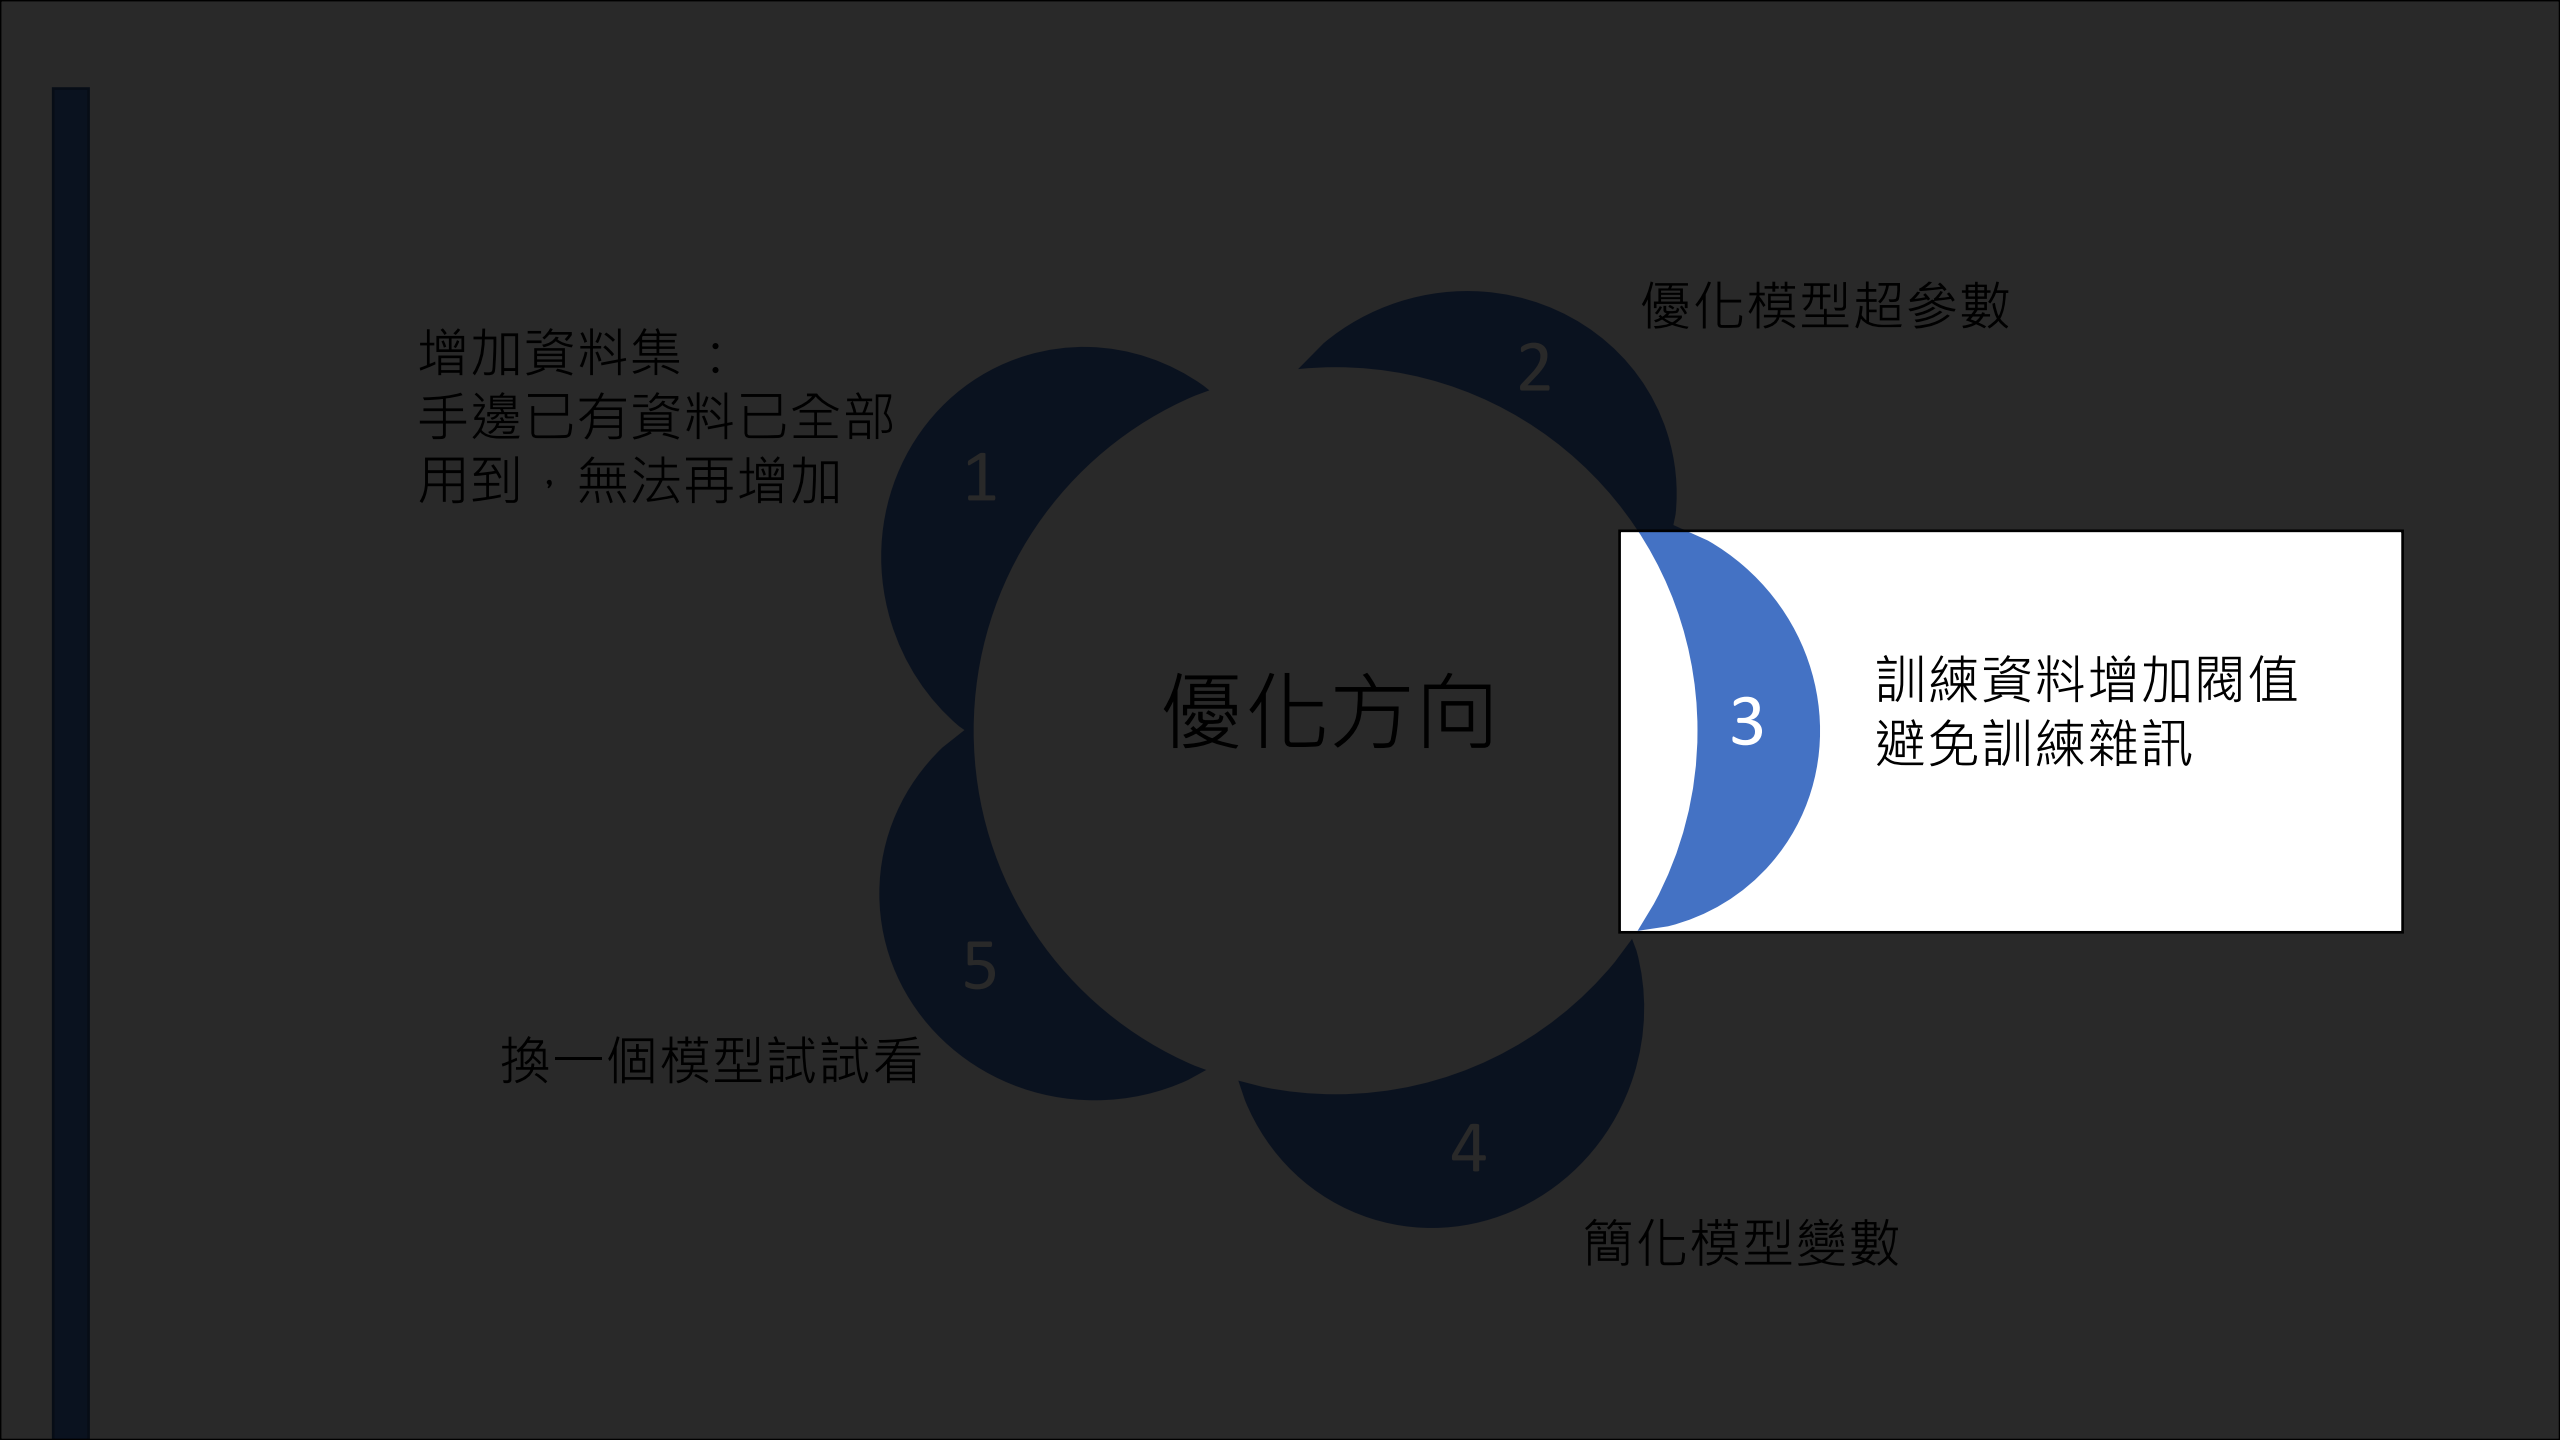 增加資料集：
手邊已有資料已全部
用到，無法再增加
1
優化模型超參數
2
訓練資料增加閥值
避免訓練雜訊
3
優化方向
簡化模型變數
4
換一個模型試試看
5